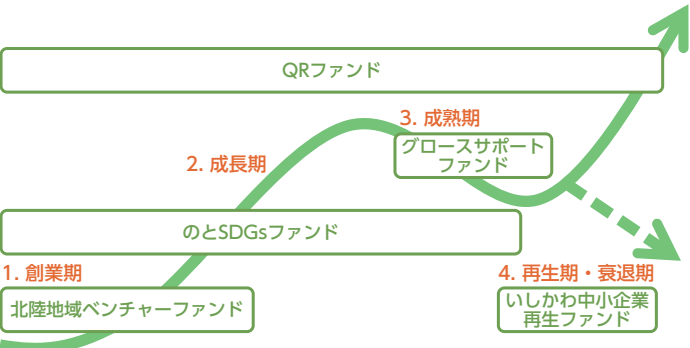 QRファンド
3. 成熟期
グロースサポート
ファンド
2. 成長期
のとSDGsファンド
1. 創業期
北陸地域ベンチャーファンド
4. 再生期・衰退期
いしかわ中小企業
再生ファンド